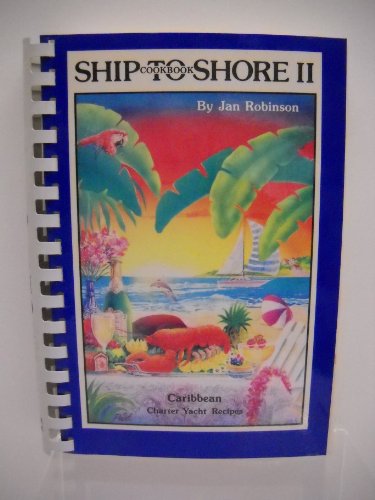 SHIP-TO-SHORE II
COOKBOOK
By Jan Robinson
Caribbean
Charter Yacht Recipes